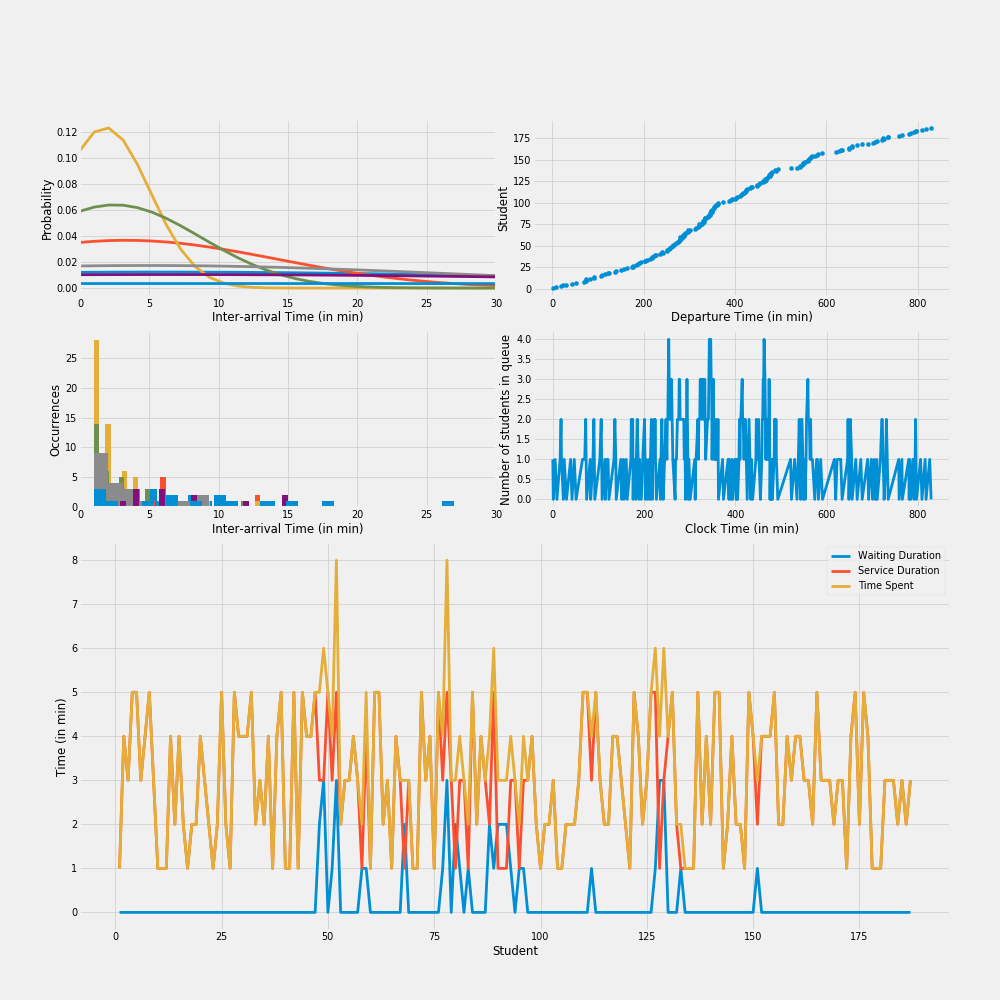 0.12
0.10
0.08
0.06
0.04
0.02
0.00
Probability
0 5 10 15 20 25 30
Inter-arrival Time (in min)
175
150
125
100
75
50
25
0
Student
0 200 400 600 800
Departure Time (in min)
25
20
15
10
5
0
Occurrences
0 5 10 15 20 25 30
Inter-arrival Time (in min)
4.0
3.5
3.0
2.5
2.0
1.5
1.0
0.5
0.0
Number of students in queue
0 200 400 600 800
Clock Time (in min)
8
7
6
5
4
3
2
1
0
Time (in min)
Waiting Duration
Service Duration
Time Spent
0 25 50 75 100 125 150 175
Student